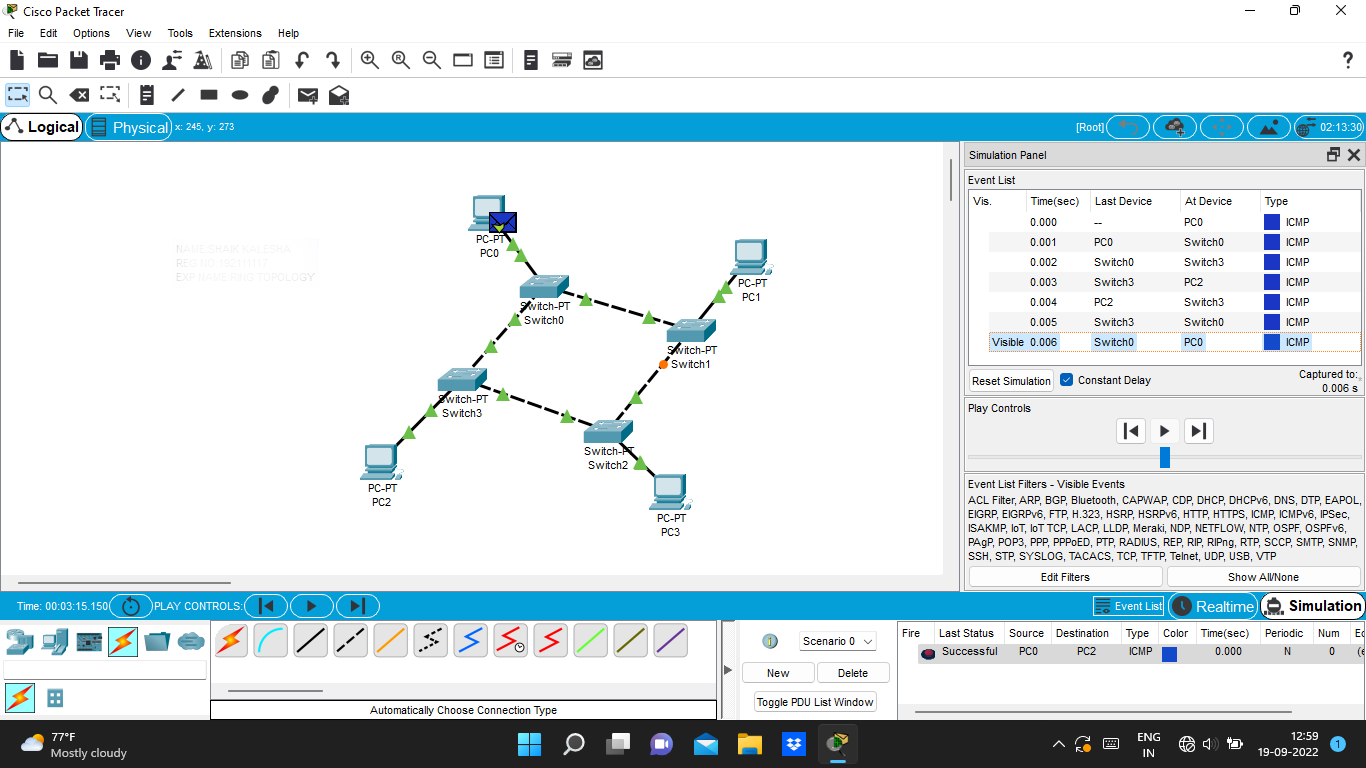 Cisco Packet Tracer
File Edit Options View Tools Extensions Help
Logical Physical x: 245, y: 273 [Root] 02:13:30
NAME:SHAIK KALESHA
EXP NAME:RING TOPOLOGY
PC-PT
PC0
PC-PT
PC1
Switch-PT
Switch0
Switch-PT
Switch1
Switch-PT
Switch3
Switch-PT
Switch2
PC-PT
PC2
PC-PT
PC3
Simulation Panel
Event List
Vis. Time(sec) Last Device At Device Type
0.000 -- PC0 ICMP
0.001 PC0 Switch0 ICMP
0.002 Switch0 Switch3 ICMP
0.003 Switch3 PC2 ICMP
0.004 PC2 Switch3 ICMP
0.005 Switch3 Switch0 ICMP
Visible 0.006 Switch0 PC0 ICMP
Reset Simulation Constant Delay Captured to:
0.006 s
Play Controls
Event List Filters - Visible Events
ACL Filter, ARP, BGP, Bluetooth, CAPWAP, CDP, DHCP, DHCPv6, DNS, DTP, EAPOL,
EIGRP, EIGRPv6, FTP, H.323, HSRP, HSRPv6, HTTP, HTTPS, ICMP, ICMPv6, IPSec,
ISAKMP, IoT, IoT TCP, LACP, LLDP, Meraki, NDP, NETFLOW, NTP, OSPF, OSPFv6,
PAgP, POP3, PPP, PPPoED, PTP, RADIUS, REP, RIP, RIPng, RTP, SCCP, SMTP, SNMP,
SSH, STP, SYSLOG, TACACS, TCP, TFTP, Telnet, UDP, USB, VTP
Edit Filters Show All/None
Time: 00:03:15.150 PLAY CONTROLS: Event List Realtime Simulation
Scenario 0
New Delete
Toggle PDU List Window
Fire Last Status Source Destination Type Color Time(sec) Periodic Num Ec
Successful PC0 PC2 ICMP 0.000 N 0 (e
Automatically Choose Connection Type
77°F
Mostly cloudy
ENG
IN
12:59
19-09-2022
1